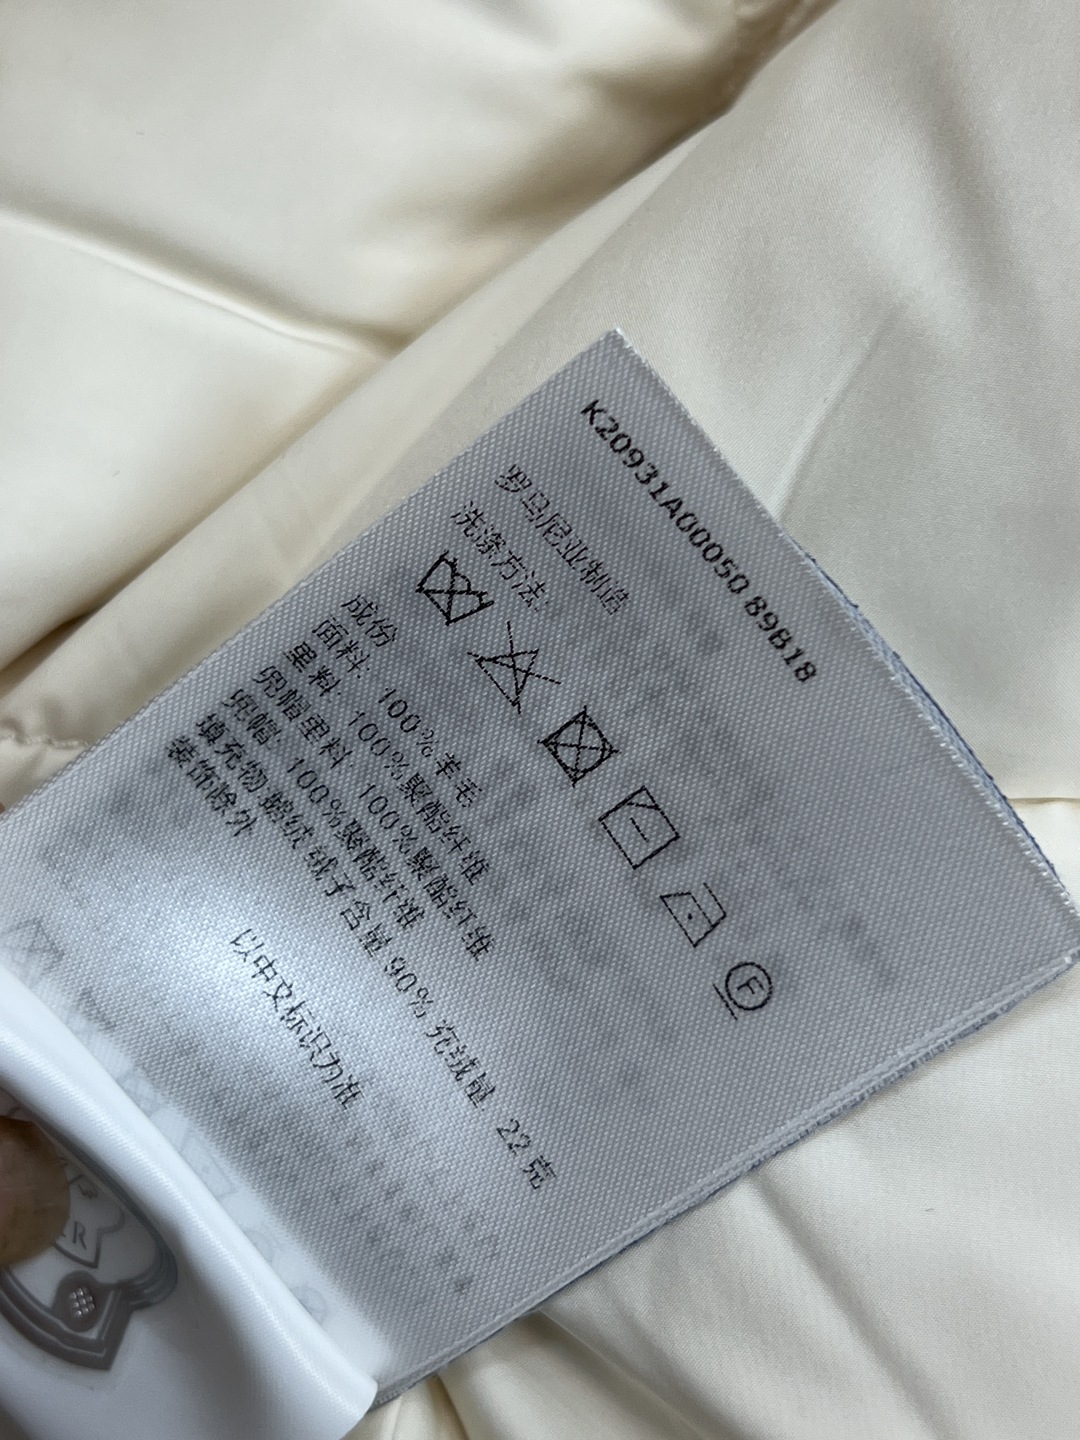 K20931A00050 89B18
罗马尼亚制造
洗涤方法：
F
成份
面料：100%羊毛
里料：100%聚酯纤维
兜帽里料：100%聚酯纤维
兜帽：100%聚酯纤维
填充物 鹅绒 绒子含量 90% 充绒量 22 克
装饰除外
以中文标识为准